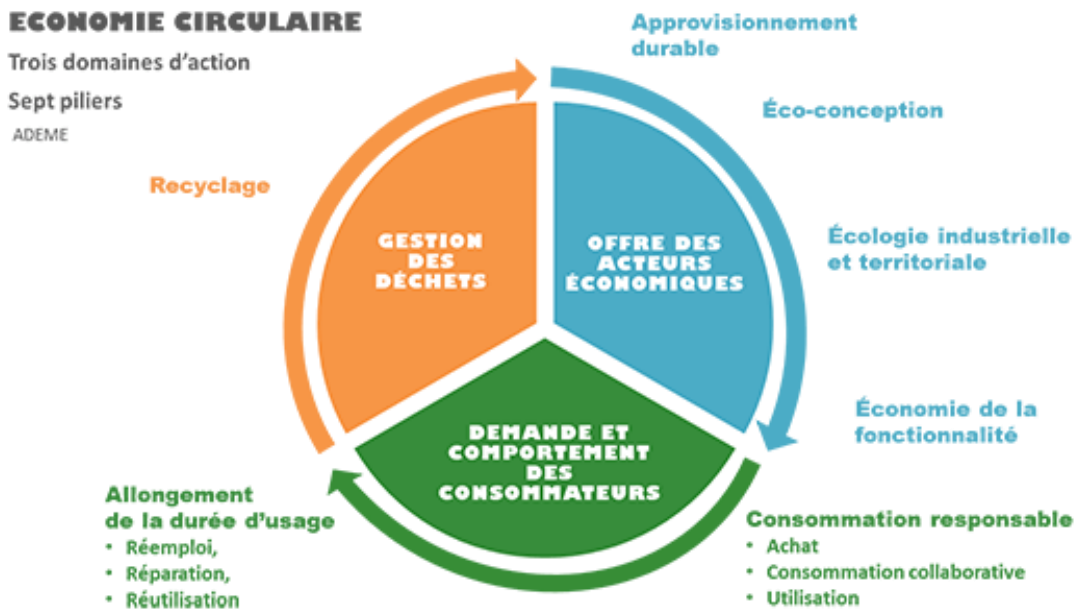 ECONOMIE CIRCULAIRE
Trois domaines d'action
Sept piliers
ADEME
Approvisionnement
durable
Éco-conception
Écologie industrielle
et territoriale
Économie de la
fonctionnalité
Recyclage
GESTION
DES
DÉCHETS
OFFRE DES
ACTEURS
ÉCONOMIQUES
DEMANDE ET
COMPORTEMENT
DES
CONSOMMATEURS
Consommation responsable
• Achat
• Consommation collaborative
• Utilisation
Allongement
de la durée d'usage
• Réemploi,
• Réparation,
• Réutilisation